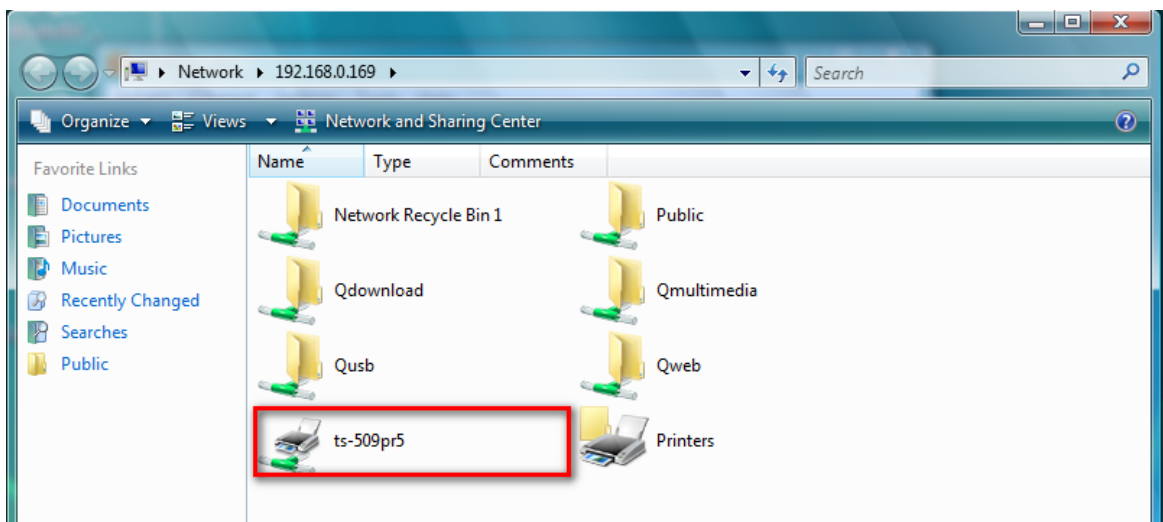 Network 192.168.0.169 Search
Organize Views Network and Sharing Center
Favorite Links
Documents
Pictures
Music
Recently Changed
Searches
Public
Name Type Comments
Network Recycle Bin 1 Public
Qdownload Qmultimedia
Qusb Qweb
ts-509pr5 Printers